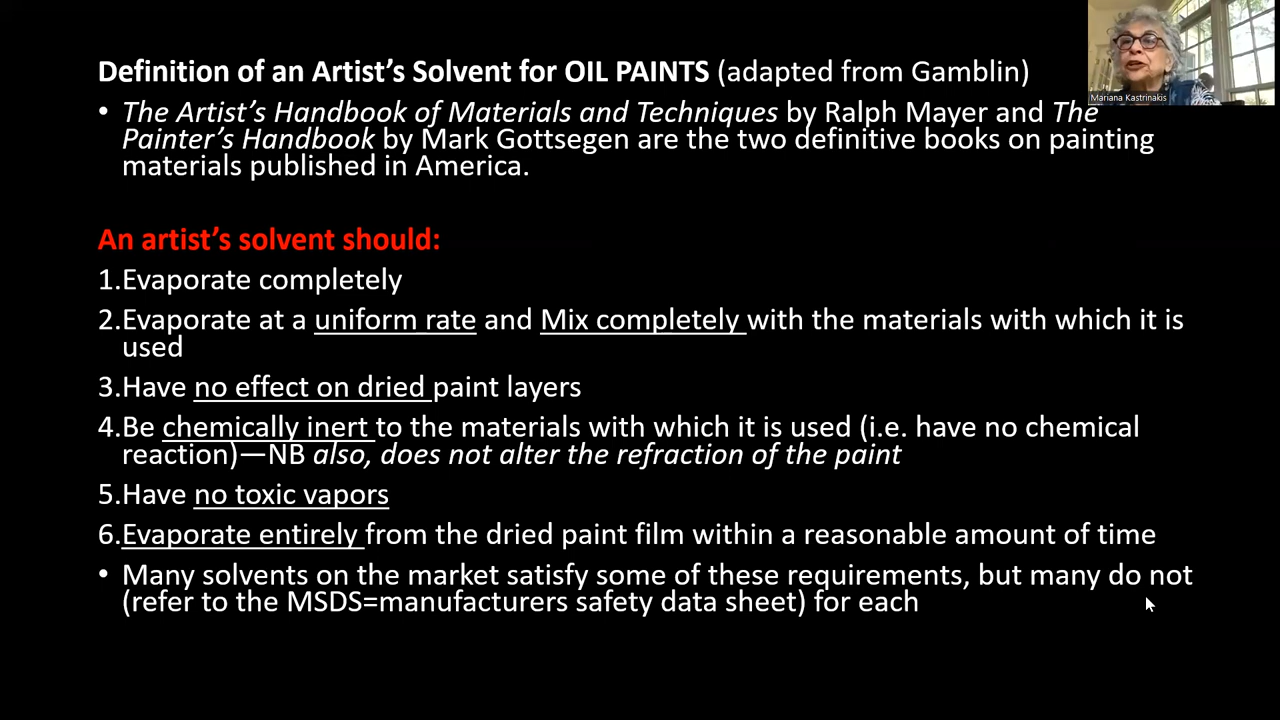 Definition of an Artist's Solvent for OIL PAINTS (adapted from Gamblin)
Mariana Kastrinakis
• The Artist's Handbook of Materials and Techniques by Ralph Mayer and The
Painter's Handbook by Mark Gottsegen are the two definitive books on painting
materials published in America.
An artist's solvent should:
1.Evaporate completely
2.Evaporate at a uniform rate and Mix completely with the materials with which it is
used
3.Have no effect on dried paint layers
4.Be chemically inert to the materials with which it is used (i.e. have no chemical
reaction)—NB also, does not alter the refraction of the paint
5.Have no toxic vapors
6.Evaporate entirely from the dried paint film within a reasonable amount of time
• Many solvents on the market satisfy some of these requirements, but many do not
(refer to the MSDS=manufacturers safety data sheet) for each